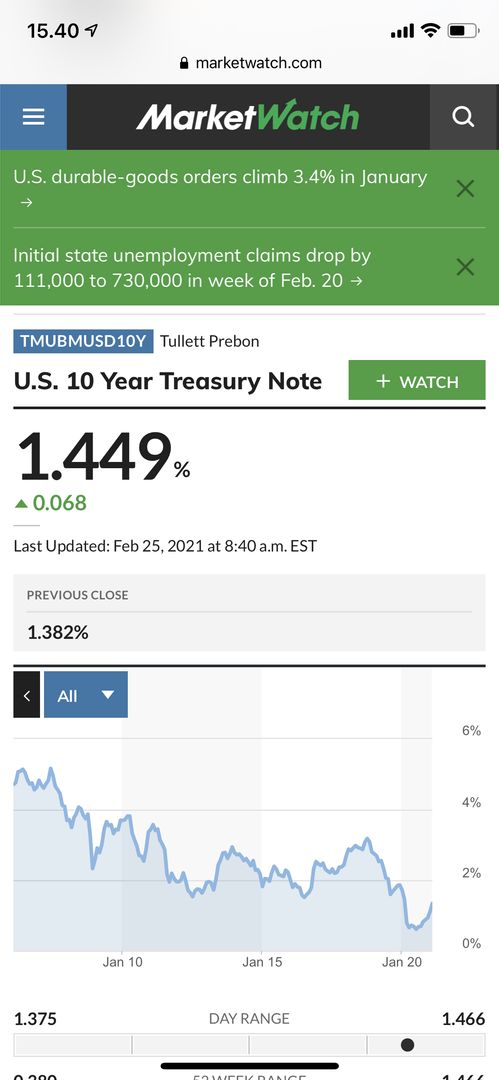 15.40
marketwatch.com
MarketWatch
U.S. durable-goods orders climb 3.4% in January
→
Initial state unemployment claims drop by
111,000 to 730,000 in week of Feb. 20 →
TMUBMUSD10Y Tullett Prebon
U.S. 10 Year Treasury Note + WATCH
1.449%
0.068
Last Updated: Feb 25, 2021 at 8:40 a.m. EST
PREVIOUS CLOSE
1.382%
All
6%
4%
2%
0%
Jan 10 Jan 15 Jan 20
1.375 DAY RANGE 1.466
52 WEEK RANGE